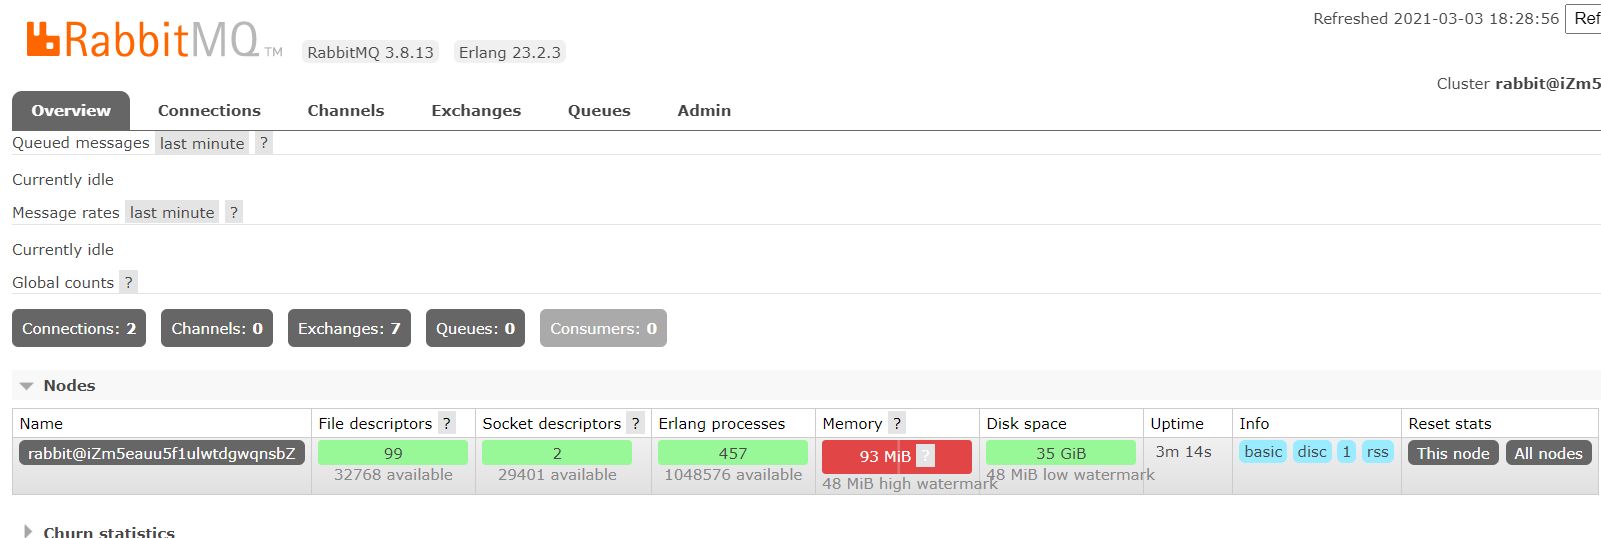 Refreshed 2021-03-03 18:28:56 Ref
RabbitMQ TM RabbitMQ 3.8.13 Erlang 23.2.3
Cluster rabbit@iZm5
Overview Connections Channels Exchanges Queues Admin
Queued messages last minute ?
Currently idle
Message rates last minute ?
Currently idle
Global counts ?
Connections: 2 Channels: 0 Exchanges: 7 Queues: 0 Consumers: 0
Nodes
Name File descriptors ? Socket descriptors ? Erlang processes Memory ? Disk space Uptime Info Reset stats
rabbit@iZm5eauu5f1ulwtdgwqnsbZ 99 2 457 93 MiB ? 35 GiB 3m 14s basic disc 1 rss This node All nodes
32768 available 29401 available 1048576 available 48 MiB high watermark 48 MiB low watermark
Churn statistics